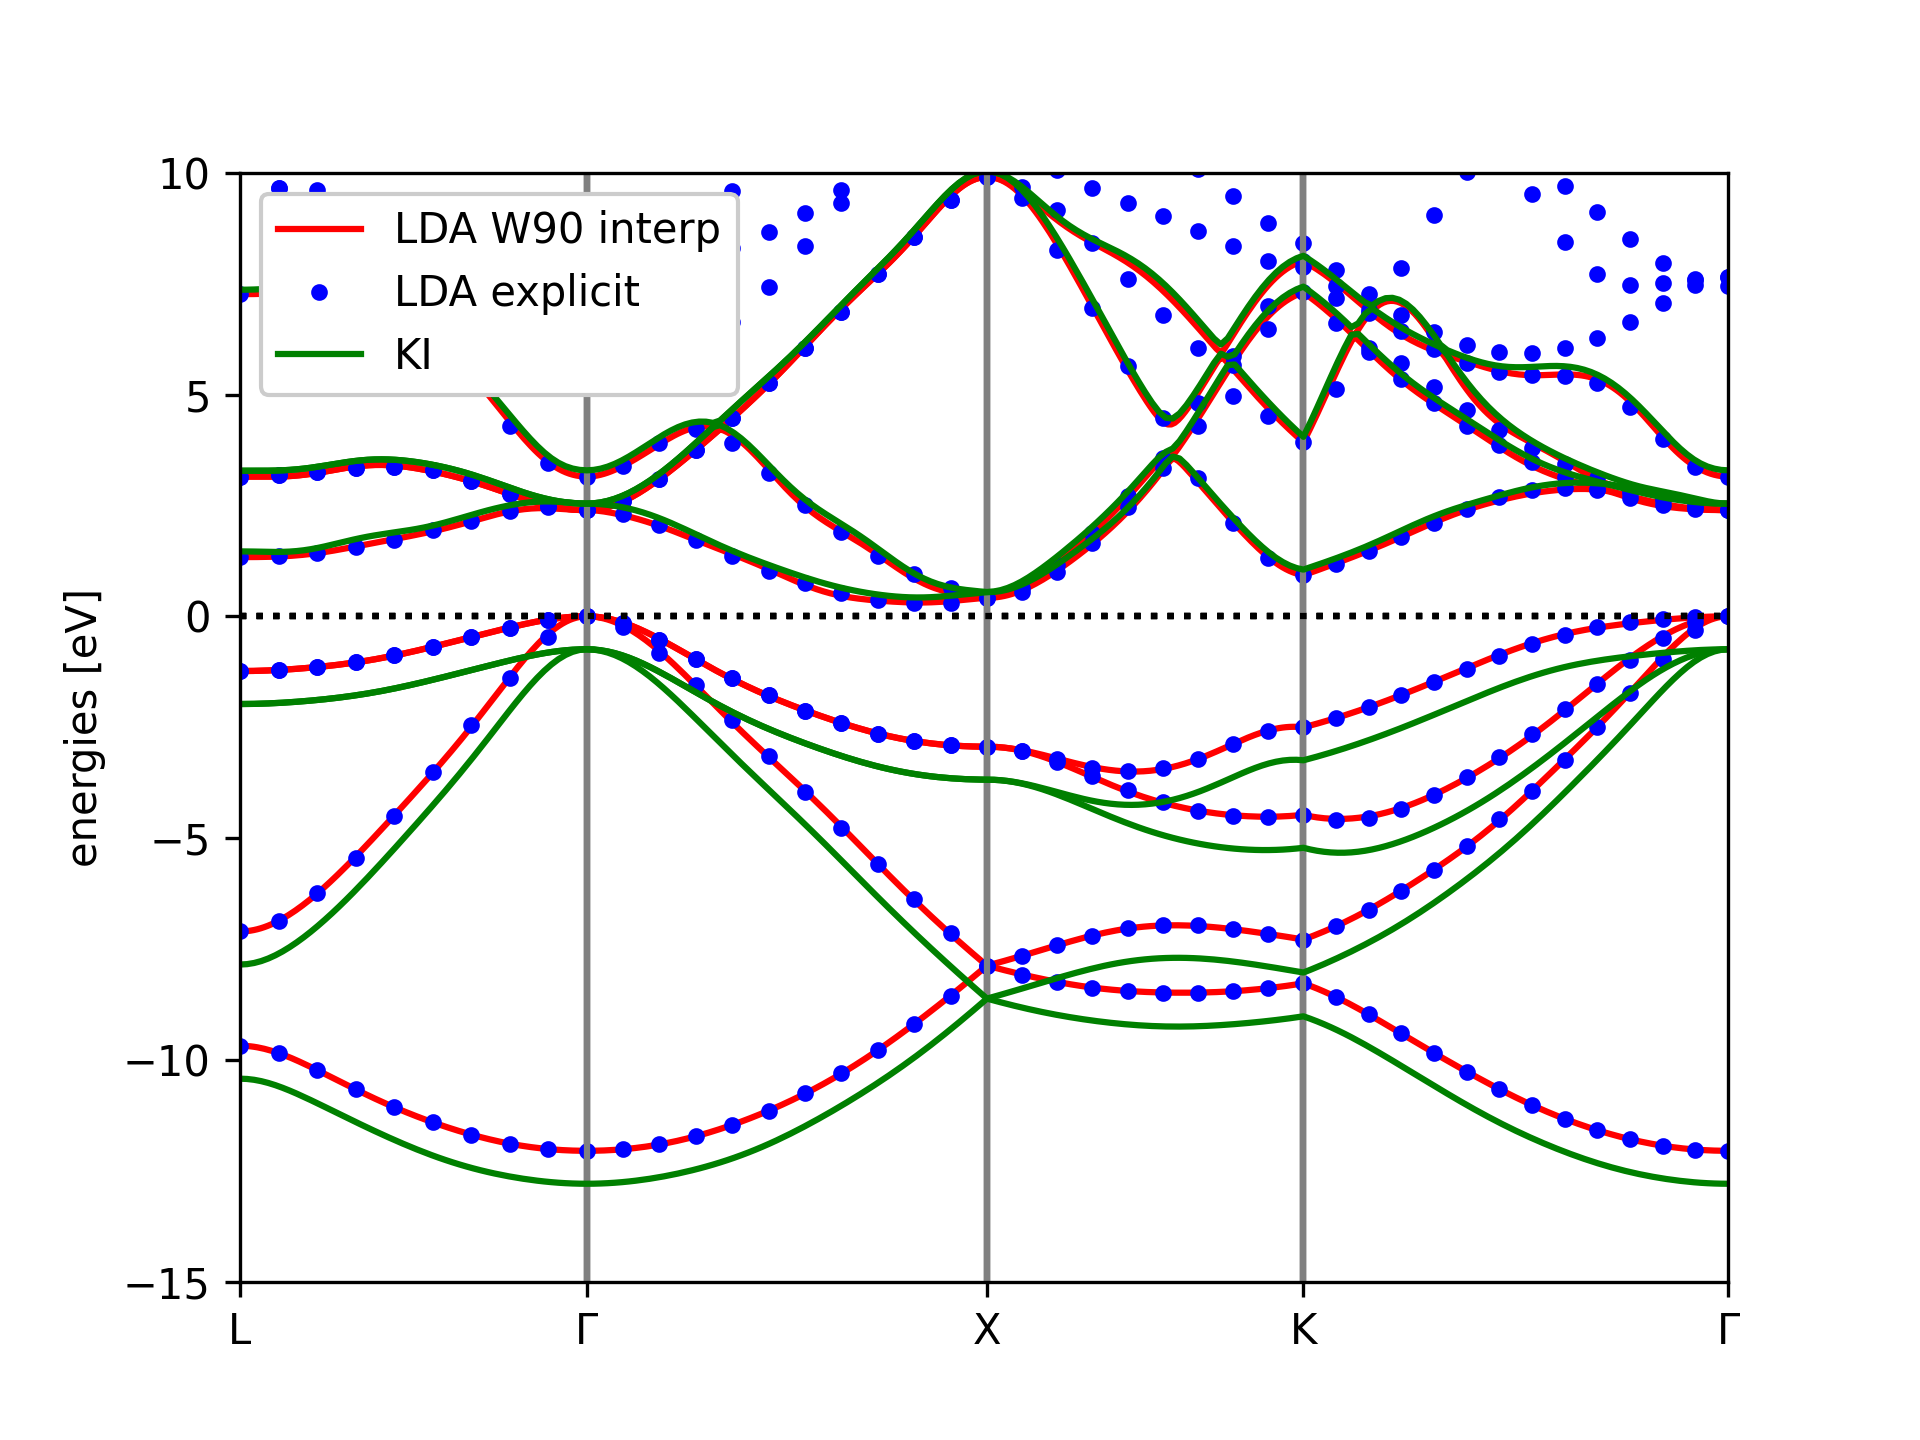 10
5
0
−5
−10
−15
energies [eV]
LDA W90 interp
LDA explicit
KI
L
Γ
X
K
Γ